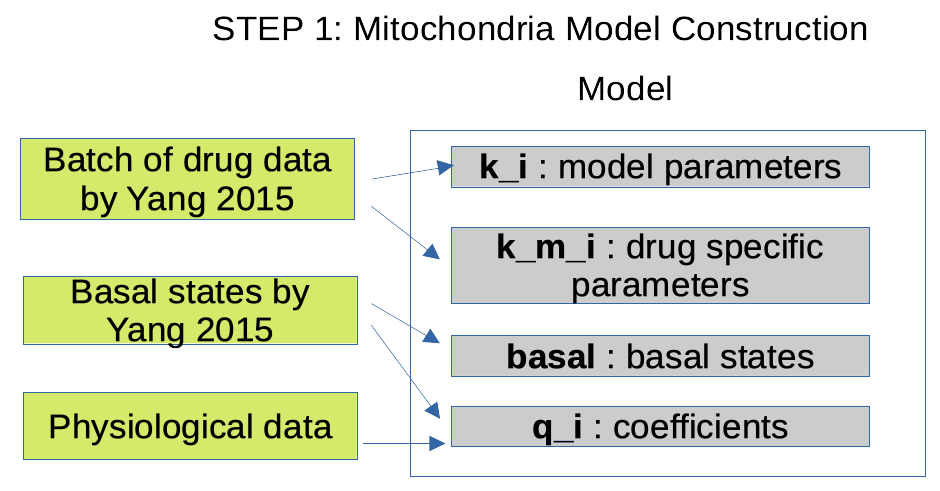 STEP 1: Mitochondria Model Construction
Model
Batch of drug data
by Yang 2015
k_i : model parameters
k_m_i : drug specific
parameters
Basal states by
Yang 2015
basal : basal states
Physiological data
q_i : coefficients